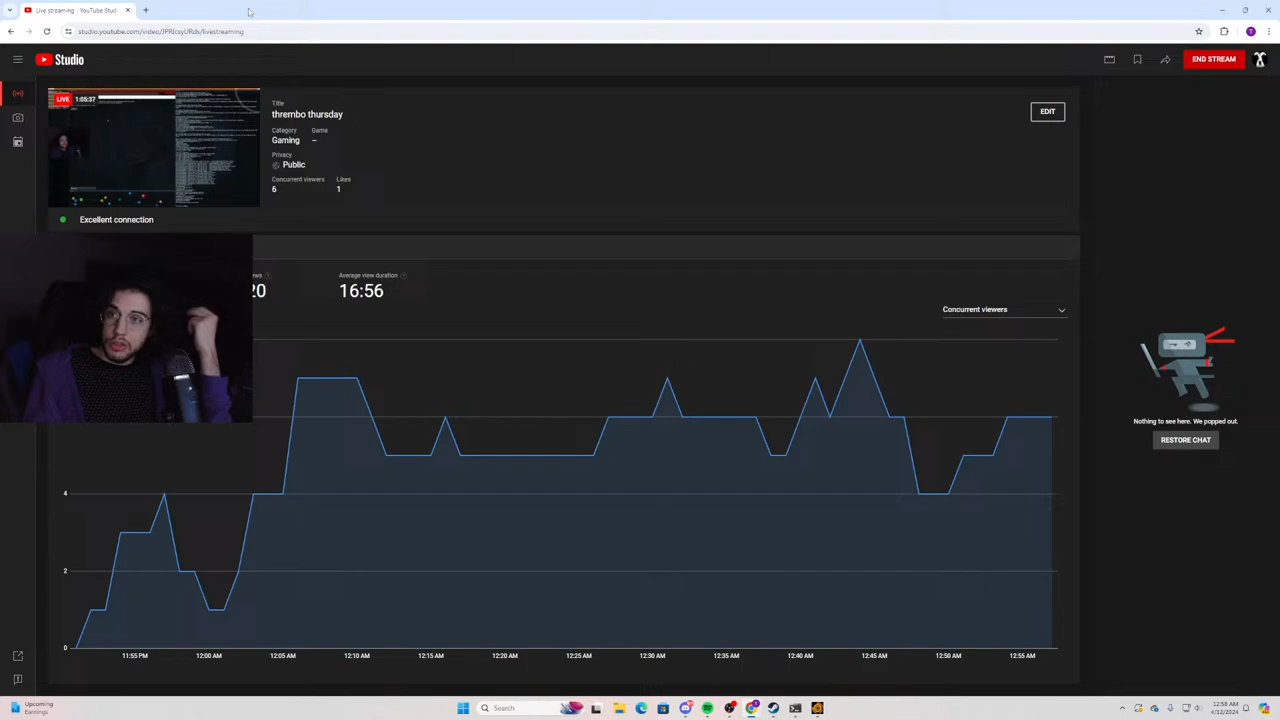 Live streaming - YouTube Stud
studio.youtube.com/video/JPRIcsyURds/livestreaming
Studio
END STREAM
LIVE 1:05:37
Title
thrembo thursday
EDIT
Category Game
Gaming –
Privacy
Public
Concurrent viewers Likes
6 1
Excellent connection
Average view duration
20 16:56
Concurrent viewers
4
2
0
11:55 PM 12:00 AM 12:05 AM 12:10 AM 12:15 AM 12:20 AM 12:25 AM 12:30 AM 12:35 AM 12:40 AM 12:45 AM 12:50 AM 12:55 AM
Nothing to see here. We popped out.
RESTORE CHAT
Upcoming
Earnings
Search
12:58 AM
4/12/2024